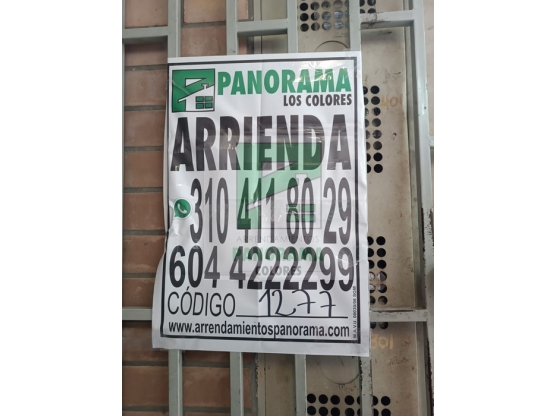 PANORAMA
LOS COLORES
ARRIENDA
310 411 80 29
604 4222299
CÓDIGO 1277
www.arrendamientospanorama.com